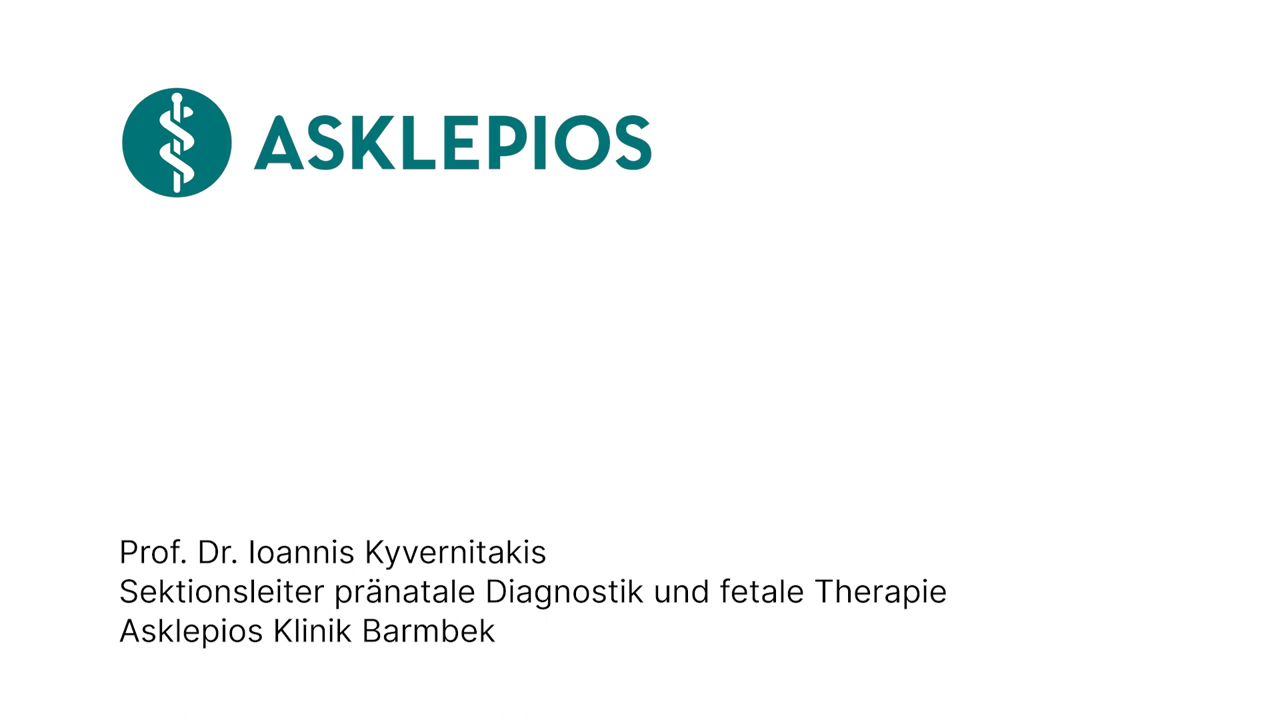 ASKLEPIOS
Prof. Dr. Ioannis Kyvernitakis
Sektionsleiter pränatale Diagnostik und fetale Therapie
Asklepios Klinik Barmbek